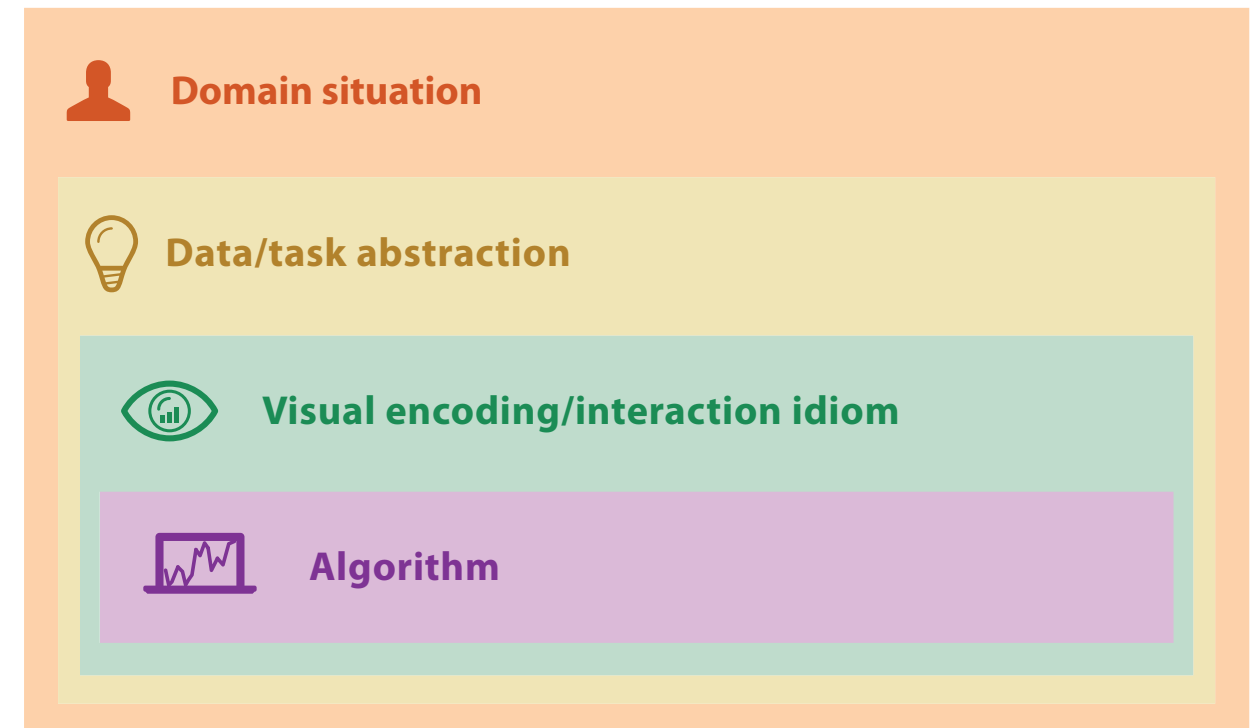 Domain situation
Data/task abstraction
Visual encoding/interaction idiom
Algorithm